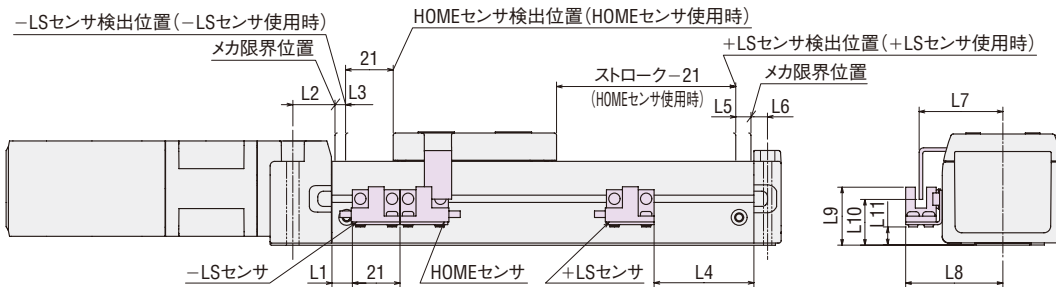 −LSセンサ検出位置(−LSセンサ使用時)
HOMEセンサ検出位置(HOMEセンサ使用時)
+LSセンサ検出位置(+LSセンサ使用時)
メカ限界位置
21
ストローク−21
(HOMEセンサ使用時)
メカ限界位置
L2
L3
L5
L6
L7
L9
L10
L11
−LSセンサ
L1
21
HOMEセンサ
+LSセンサ
L4
L8